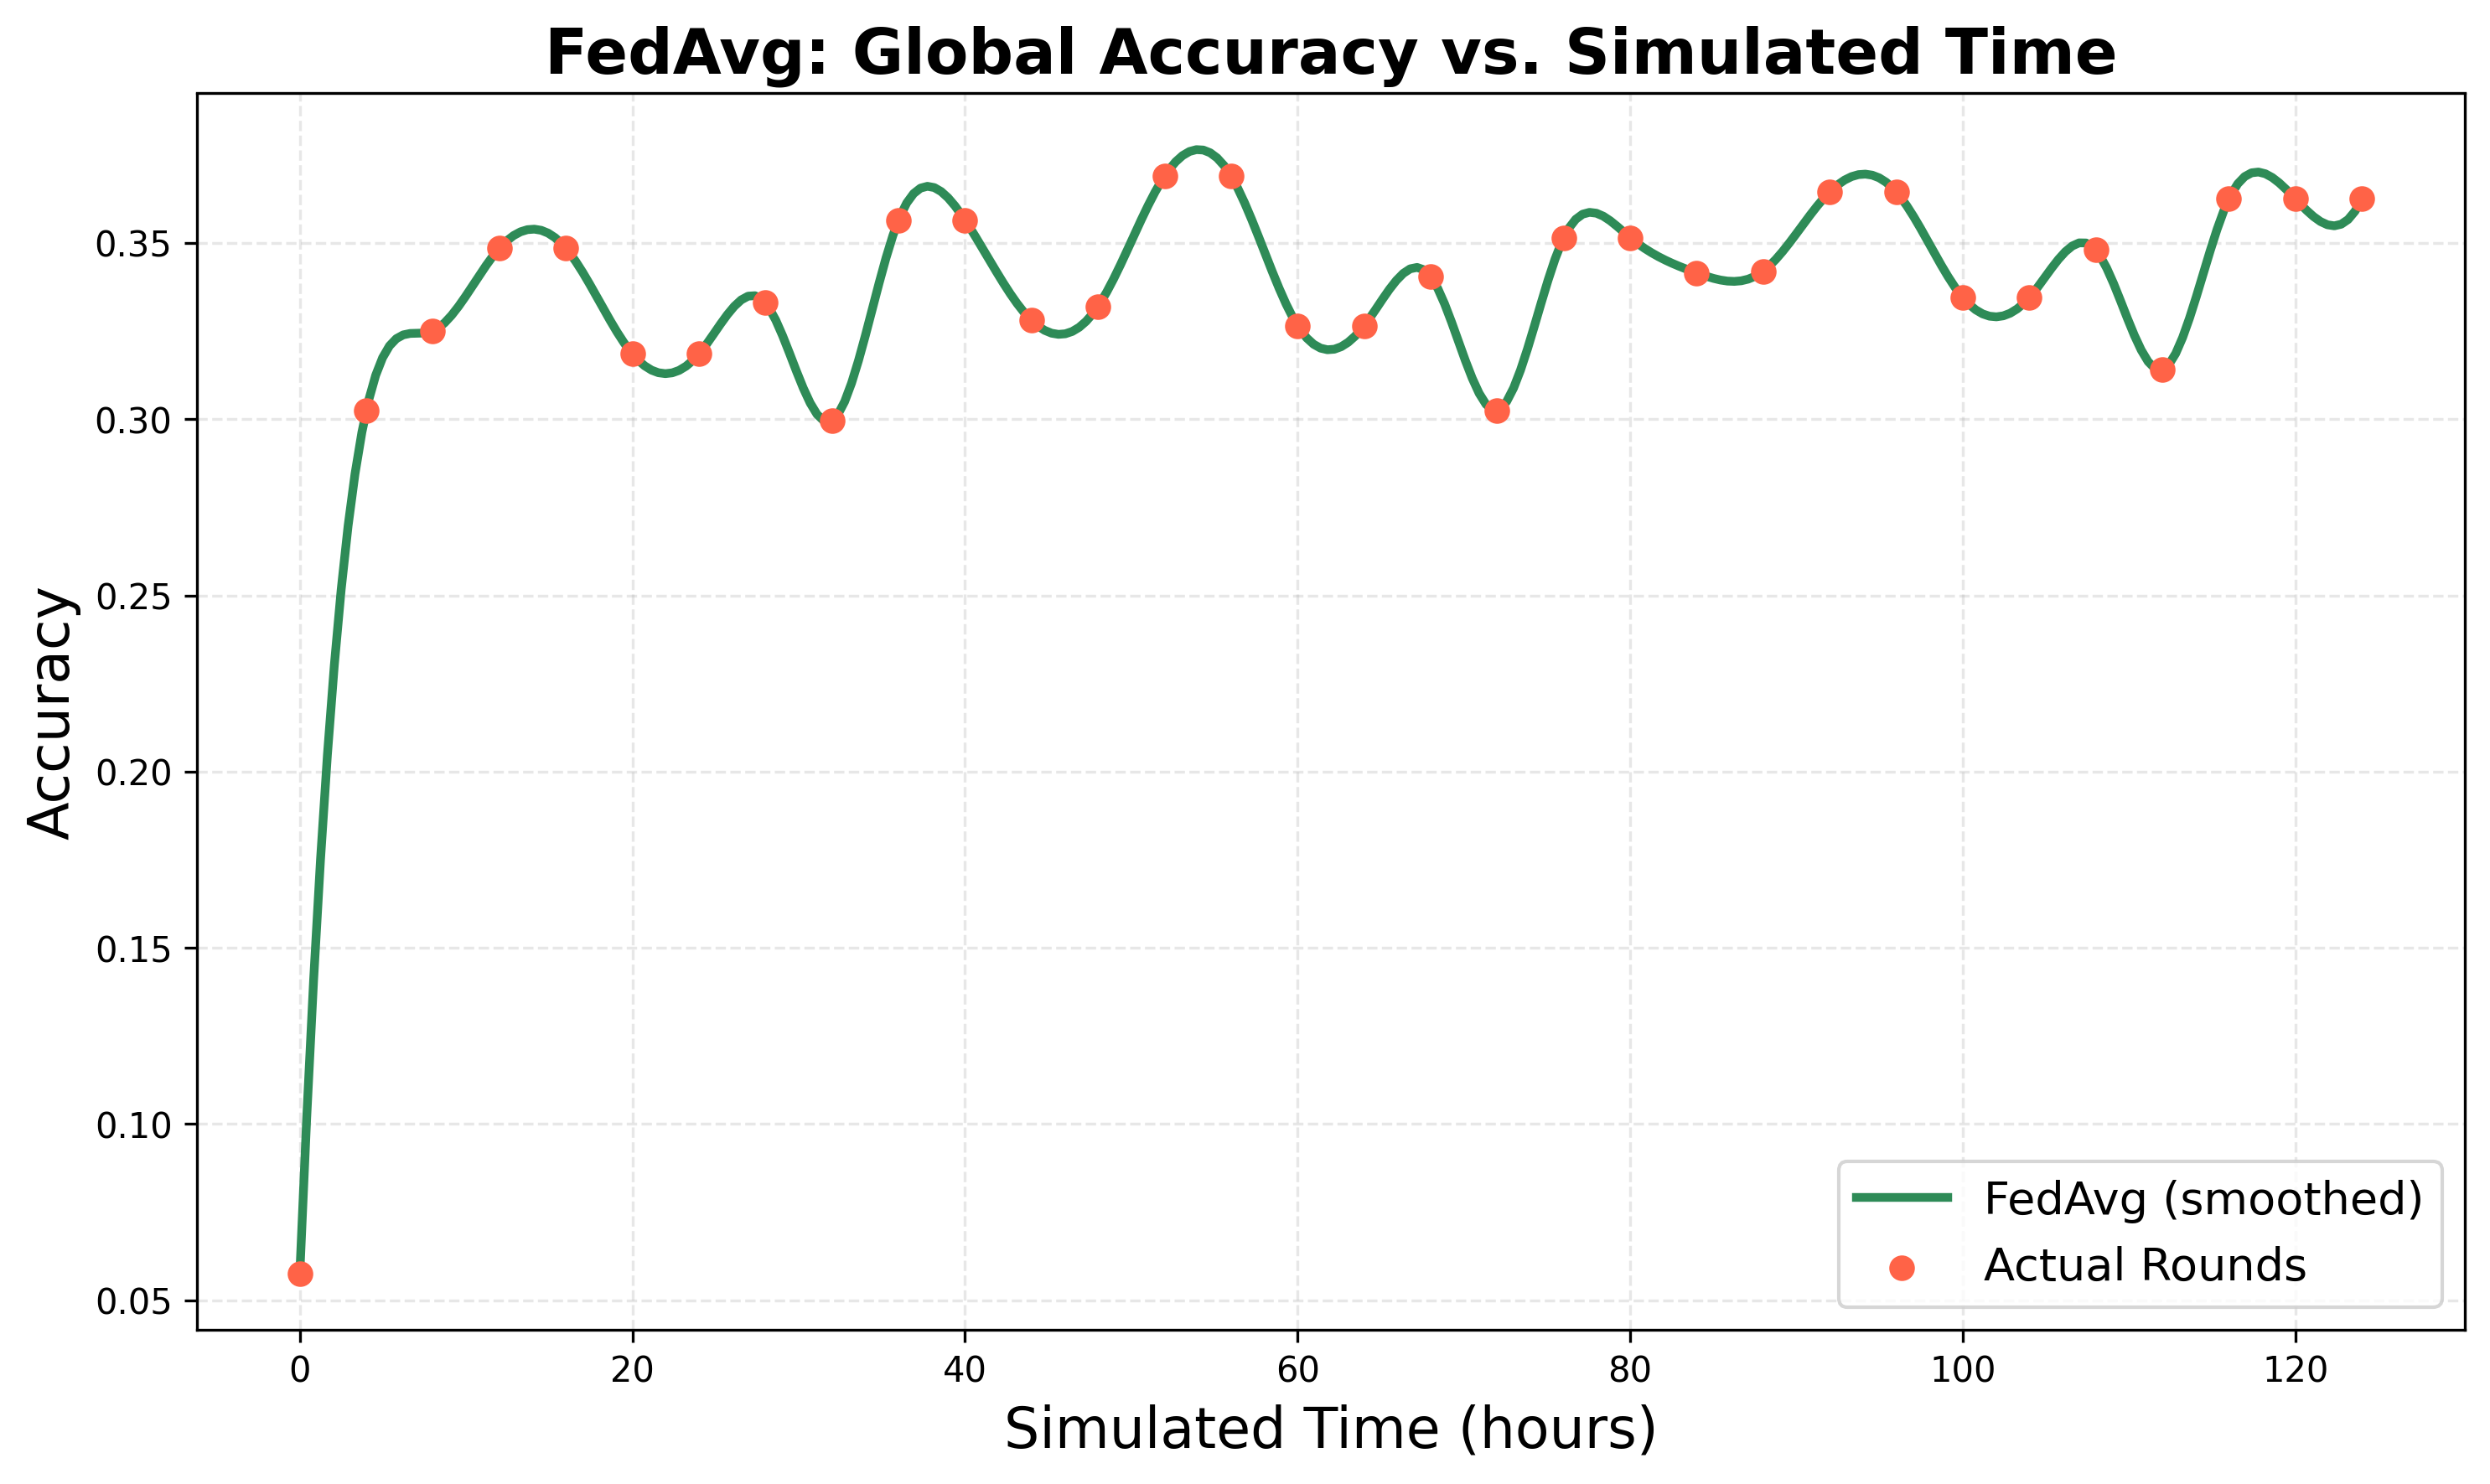 FedAvg: Global Accuracy vs. Simulated Time
Accuracy
0.35
0.30
0.25
0.20
0.15
0.10
0.05
FedAvg (smoothed)
Actual Rounds
0 20 40 60 80 100 120
Simulated Time (hours)